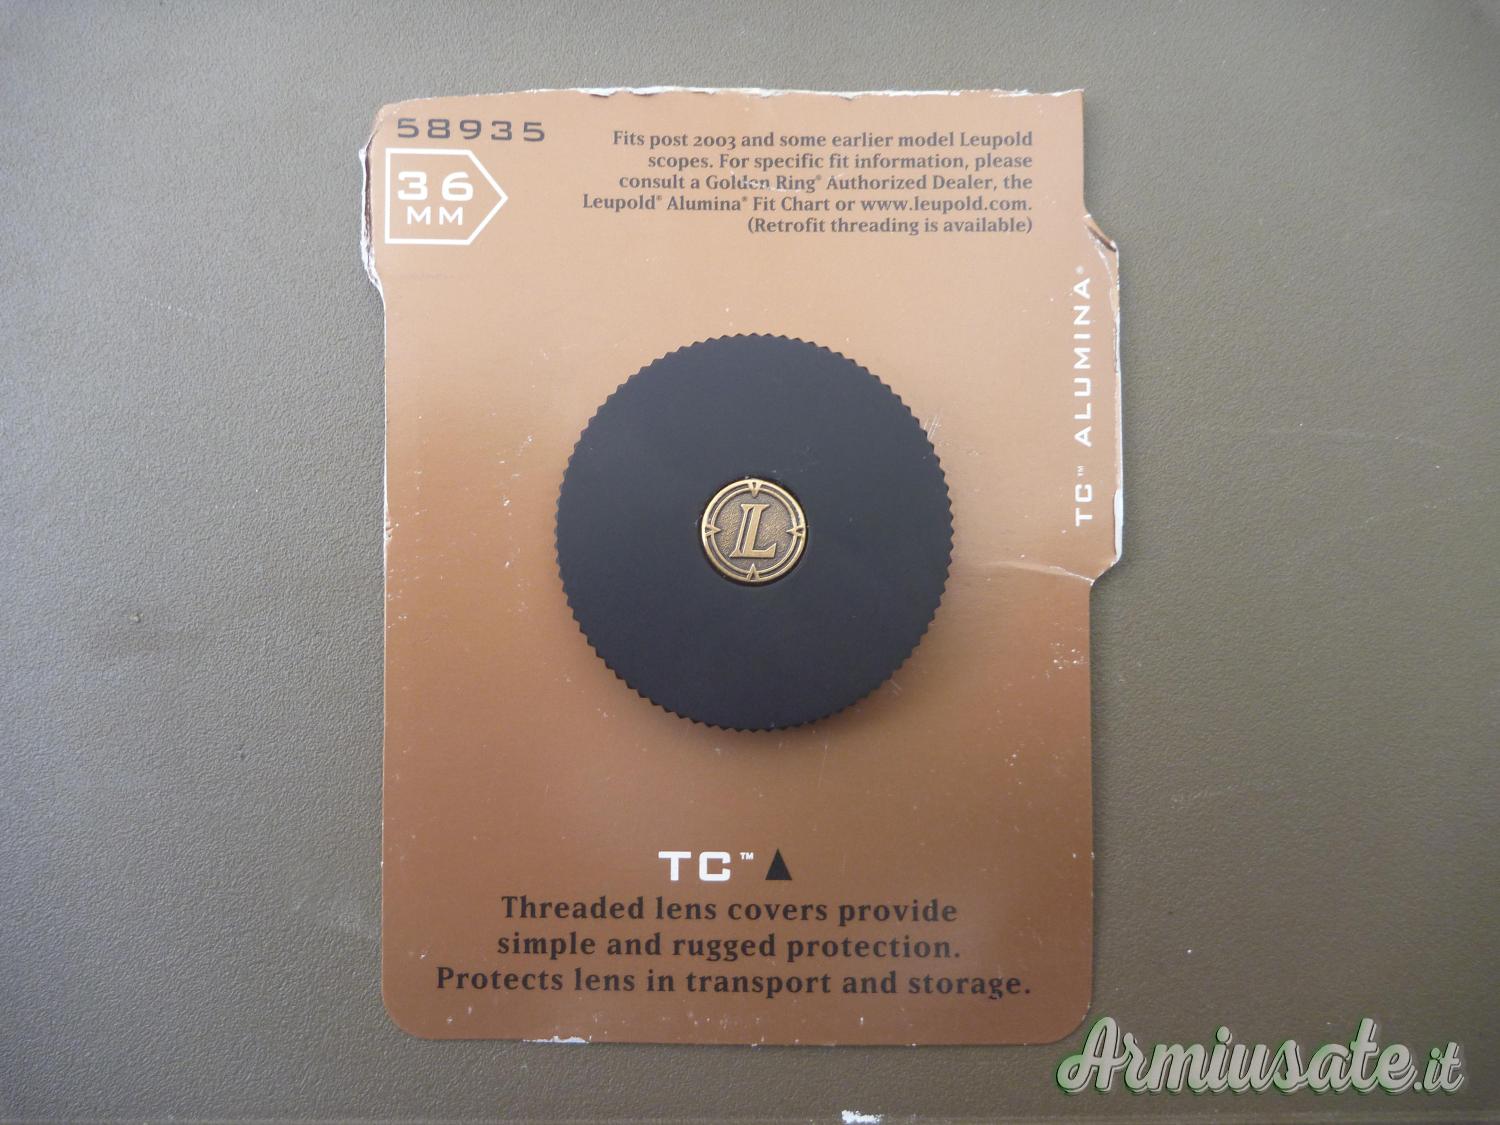 58935
36
MM
Fits post 2003 and some earlier model Leupold
scopes. For specific fit information, please
consult a Golden Ring® Authorized Dealer, the
Leupold® Alumina® Fit Chart or www.leupold.com.
(Retrofit threading is available)
TC™ ALUMINA®
L
TC™
Threaded lens covers provide
simple and rugged protection.
Protects lens in transport and storage.
Armiusate.it